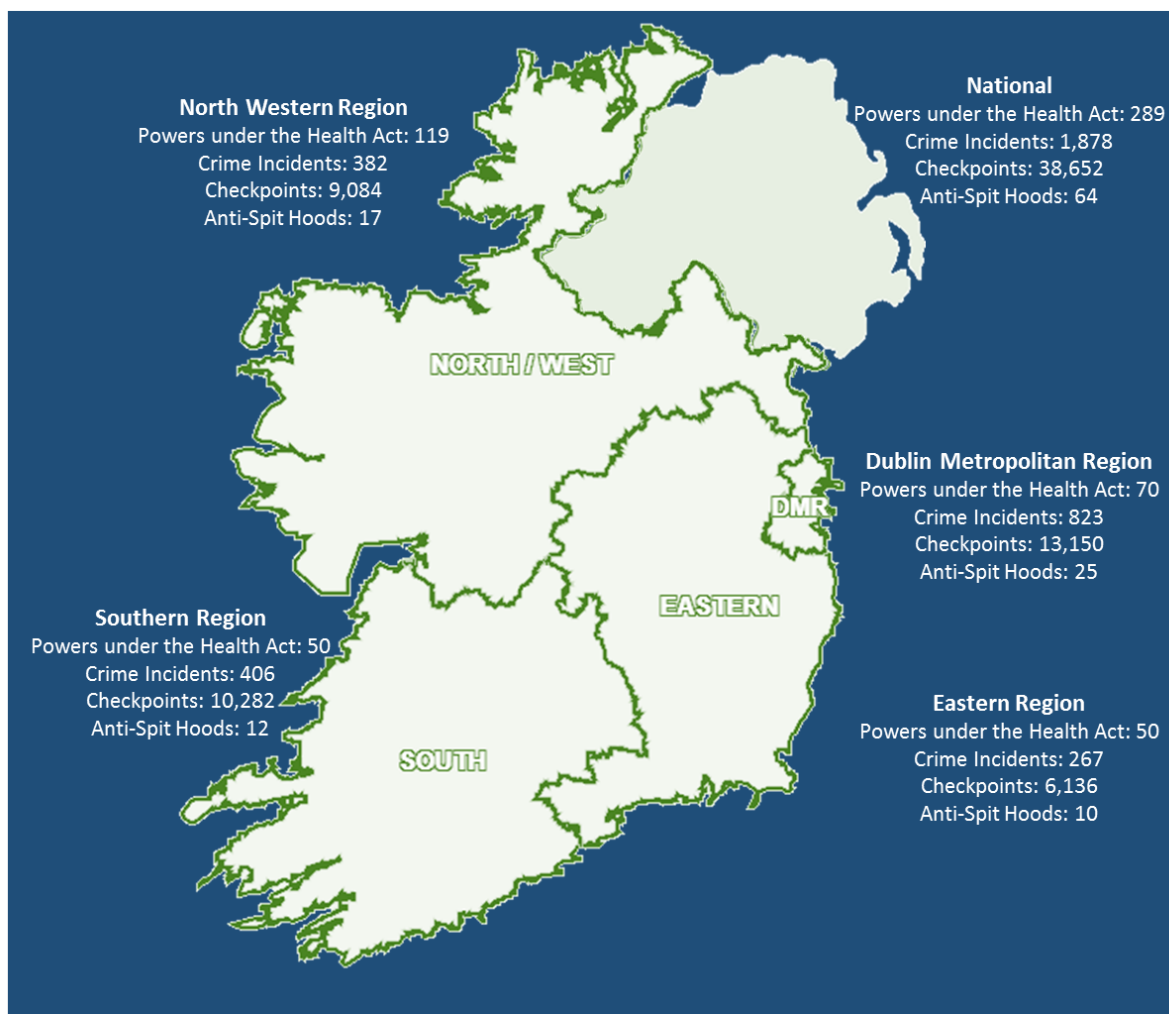 North Western Region
Powers under the Health Act: 119
Crime Incidents: 382
Checkpoints: 9,084
Anti-Spit Hoods: 17
National
Powers under the Health Act: 289
Crime Incidents: 1,878
Checkpoints: 38,652
Anti-Spit Hoods: 64
NORTH / WEST
Dublin Metropolitan Region
Powers under the Health Act: 70
Crime Incidents: 823
Checkpoints: 13,150
Anti-Spit Hoods: 25
DMR
EASTERN
Southern Region
Powers under the Health Act: 50
Crime Incidents: 406
Checkpoints: 10,282
Anti-Spit Hoods: 12
SOUTH
Eastern Region
Powers under the Health Act: 50
Crime Incidents: 267
Checkpoints: 6,136
Anti-Spit Hoods: 10